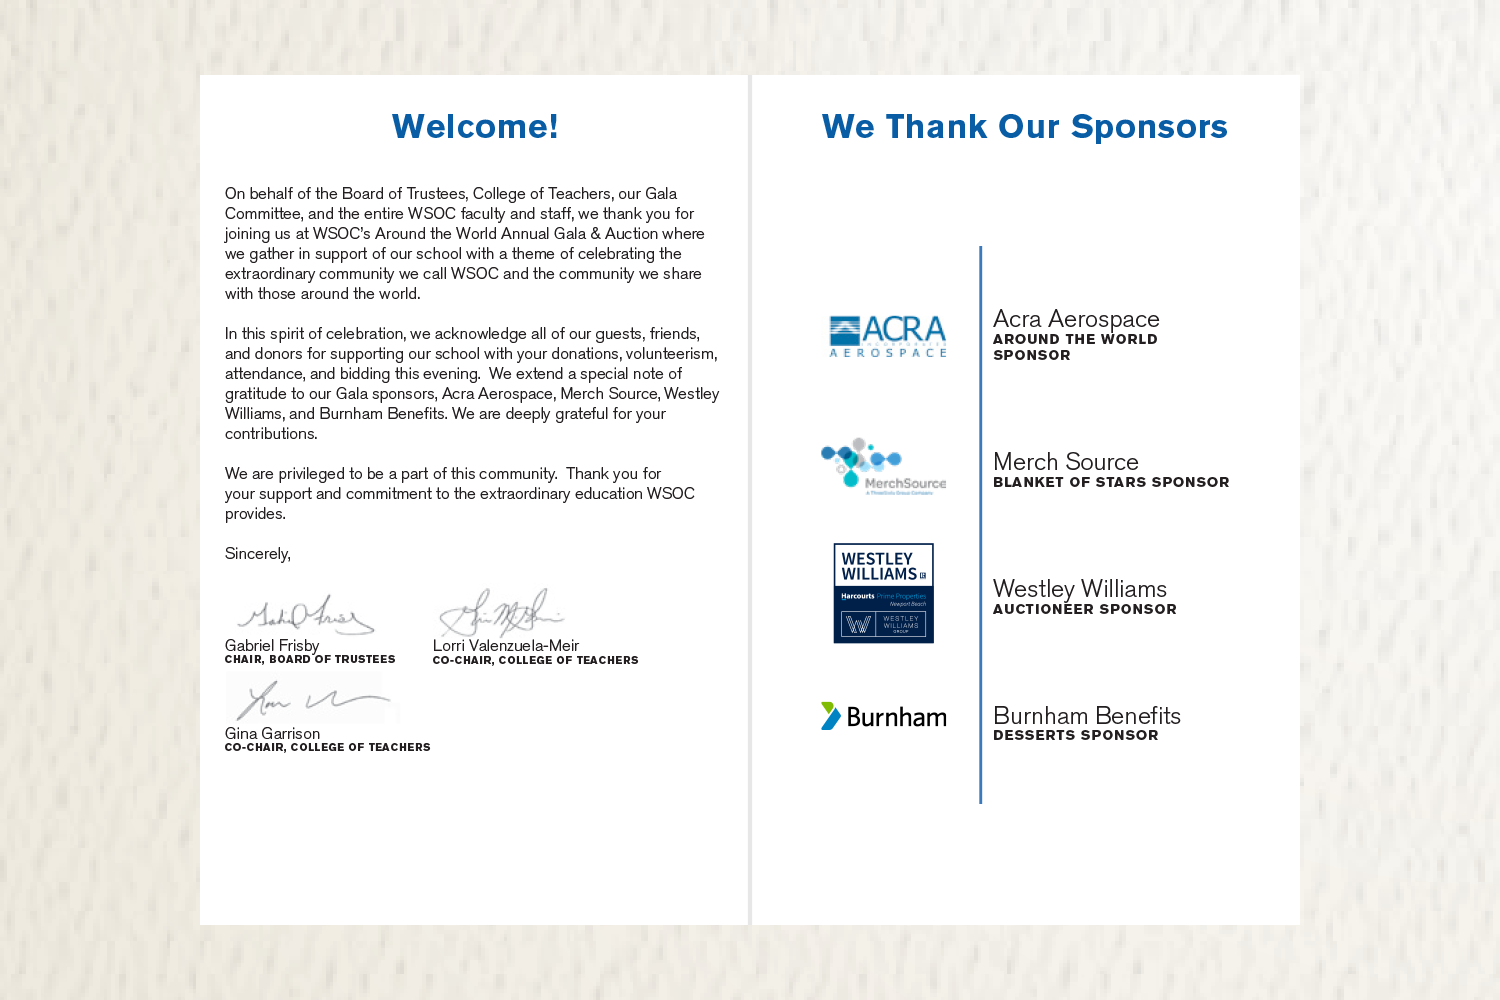 Welcome!
On behalf of the Board of Trustees, College of Teachers, our Gala
Committee, and the entire WSOC faculty and staff, we thank you for
joining us at WSOC’s Around the World Annual Gala & Auction where
we gather in support of our school with a theme of celebrating the
extraordinary community we call WSOC and the community we share
with those around the world.
In this spirit of celebration, we acknowledge all of our guests, friends,
and donors for supporting our school with your donations, volunteerism,
attendance, and bidding this evening.  We extend a special note of
gratitude to our Gala sponsors, Acra Aerospace, Merch Source, Westley
Williams, and Burnham Benefits. We are deeply grateful for your
contributions.
We are privileged to be a part of this community.  Thank you for
your support and commitment to the extraordinary education WSOC
provides.
Sincerely,
Gabriel Frisby
CHAIR, BOARD OF TRUSTEES
Lorri Valenzuela-Meir
CO-CHAIR, COLLEGE OF TEACHERS
Gina Garrison
CO-CHAIR, COLLEGE OF TEACHERS
We Thank Our Sponsors
ACRA
INCORPORATED
AEROSPACE
Acra Aerospace
AROUND THE WORLD
SPONSOR
MerchSource
A ThreeSixty Group Company
Merch Source
BLANKET OF STARS SPONSOR
WESTLEY
WILLIAMS
Harcourts Prime Properties
Newport Beach
W
WESTLEY
WILLIAMS
GROUP
Westley Williams
AUCTIONEER SPONSOR
Burnham
Burnham Benefits
DESSERTS SPONSOR